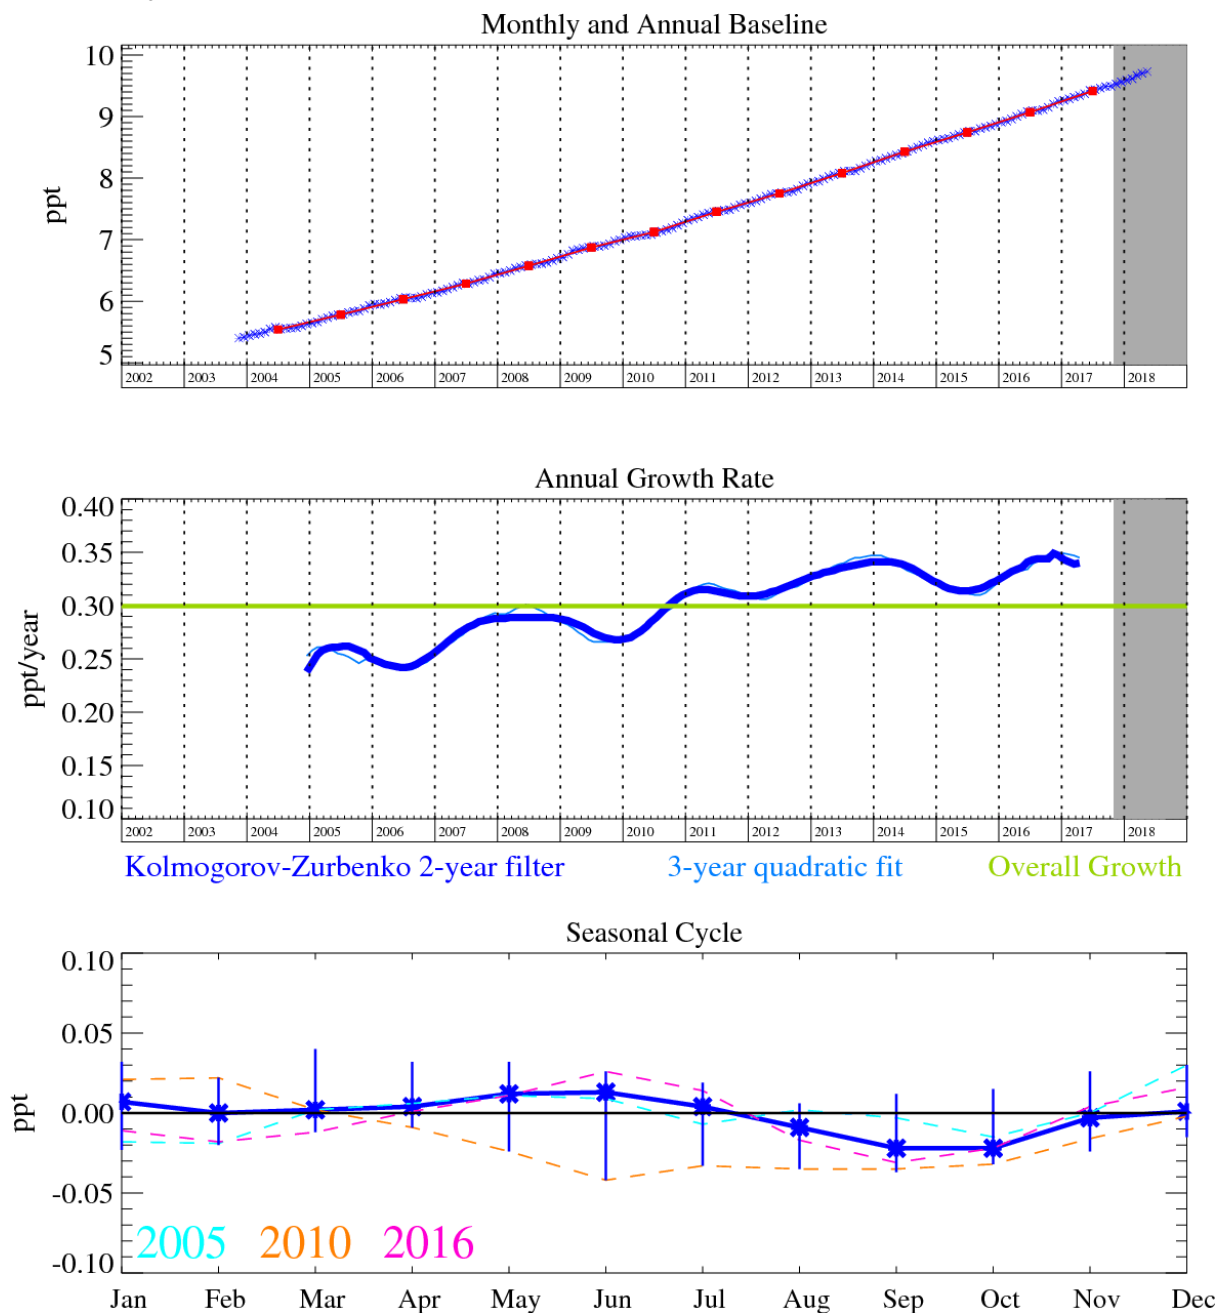 Monthly and Annual Baseline
10
9
8
7
6
5
ppt
2002 2003 2004 2005 2006 2007 2008 2009 2010 2011 2012 2013 2014 2015 2016 2017 2018
Annual Growth Rate
0.40
0.35
0.30
0.25
0.20
0.15
0.10
ppt/year
2002 2003 2004 2005 2006 2007 2008 2009 2010 2011 2012 2013 2014 2015 2016 2017 2018
Kolmogorov-Zurbenko 2-year filter 3-year quadratic fit Overall Growth
Seasonal Cycle
0.10
0.05
0.00
-0.05
-0.10
ppt
2005 2010 2016
Jan Feb Mar Apr May Jun Jul Aug Sep Oct Nov Dec